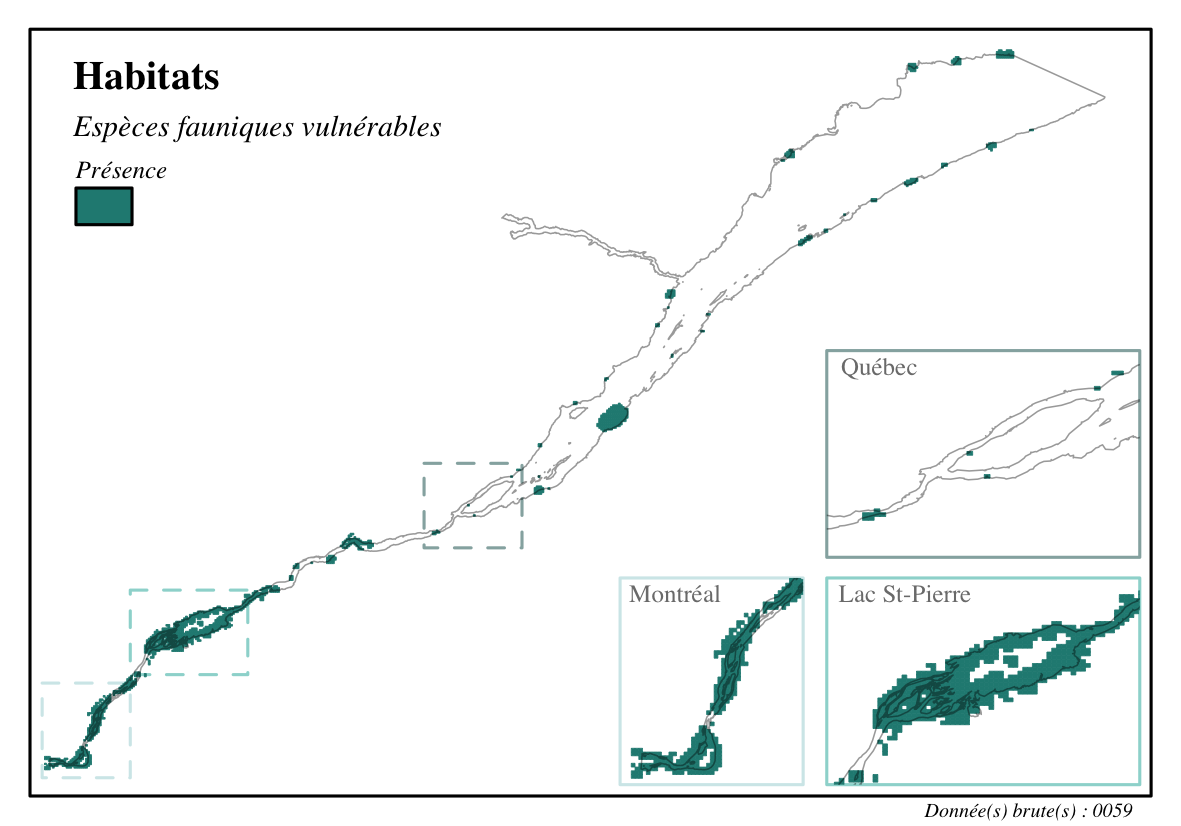 Habitats
Espèces fauniques vulnérables
Présence
Québec
Montréal
Lac St-Pierre
Donnée(s) brute(s) : 0059